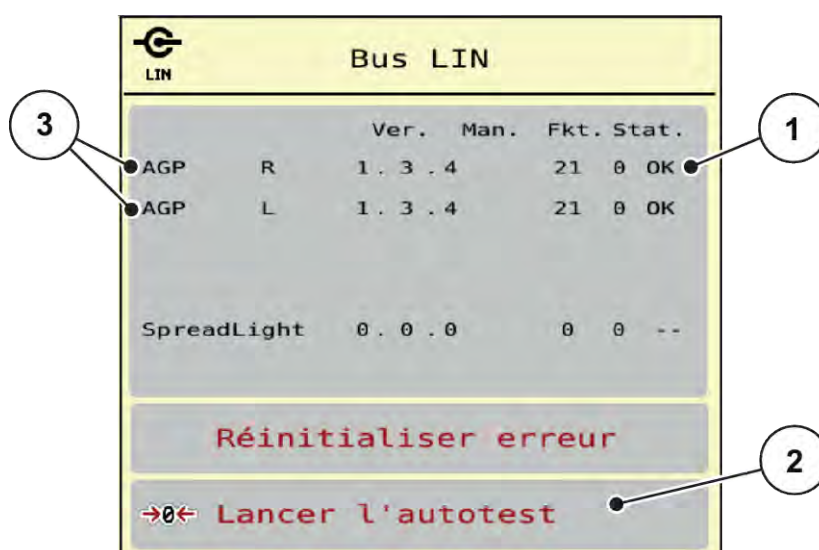 LIN
Bus LIN
Ver. Man. Fkt. Stat.
3
1
AGP R 1.3.4 21 0 OK
AGP L 1.3.4 21 0 OK
SpreadLight 0.0.0 0 0 --
Réinitialiser erreur
2
→0← Lancer l'autotest